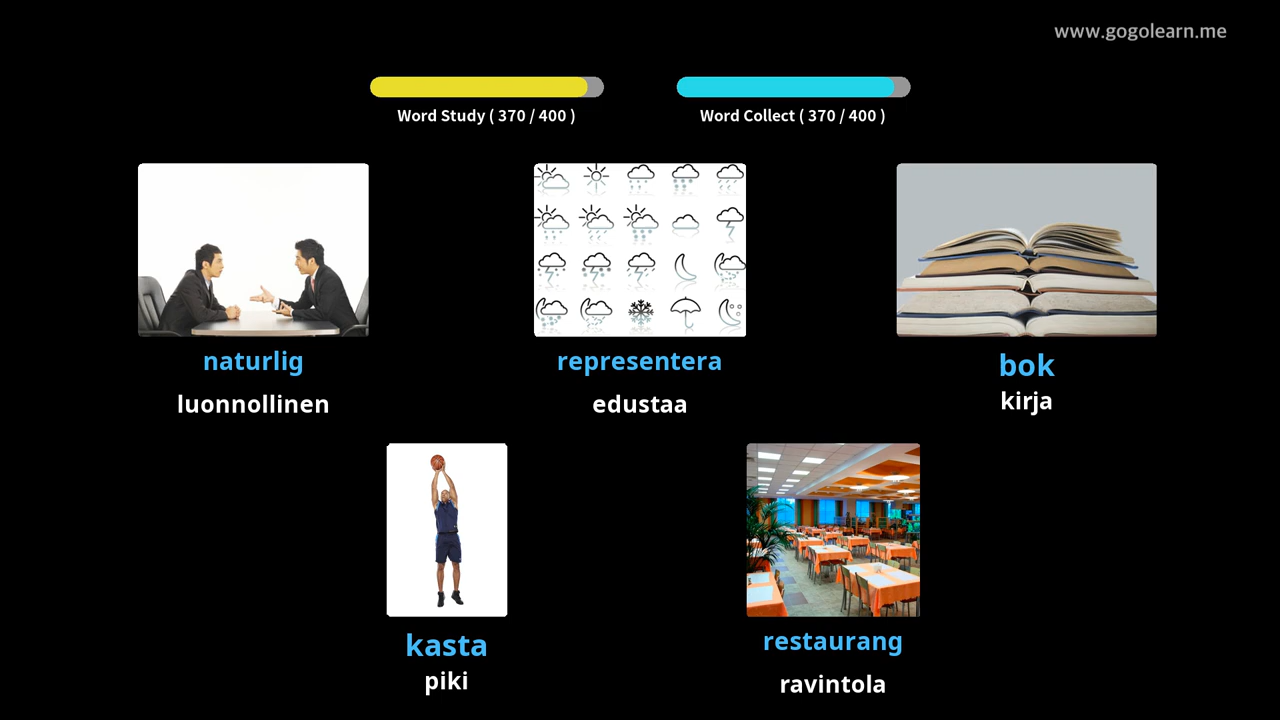 www.gogolearn.me
Word Study ( 370 / 400 )
Word Collect ( 370 / 400 )
naturlig
luonnollinen
representera
edustaa
bok
kirja
kasta
piki
restaurang
ravintola